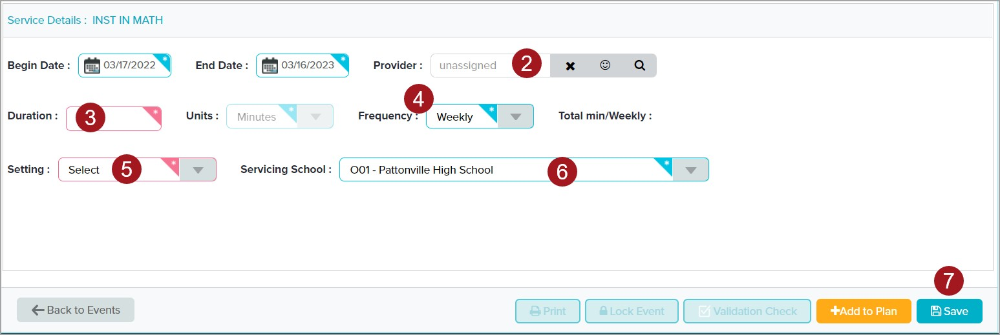 Service Details : INST IN MATH
Begin Date : 03/17/2022 * End Date : 03/16/2023 * Provider : unassigned 2
Duration : 3 * Units : Minutes * Frequency : 4 Weekly * Total min/Weekly :
Setting : Select 5 * Servicing School : O01 - Pattonville High School 6 *
7
Back to Events Print Lock Event Validation Check +Add to Plan Save